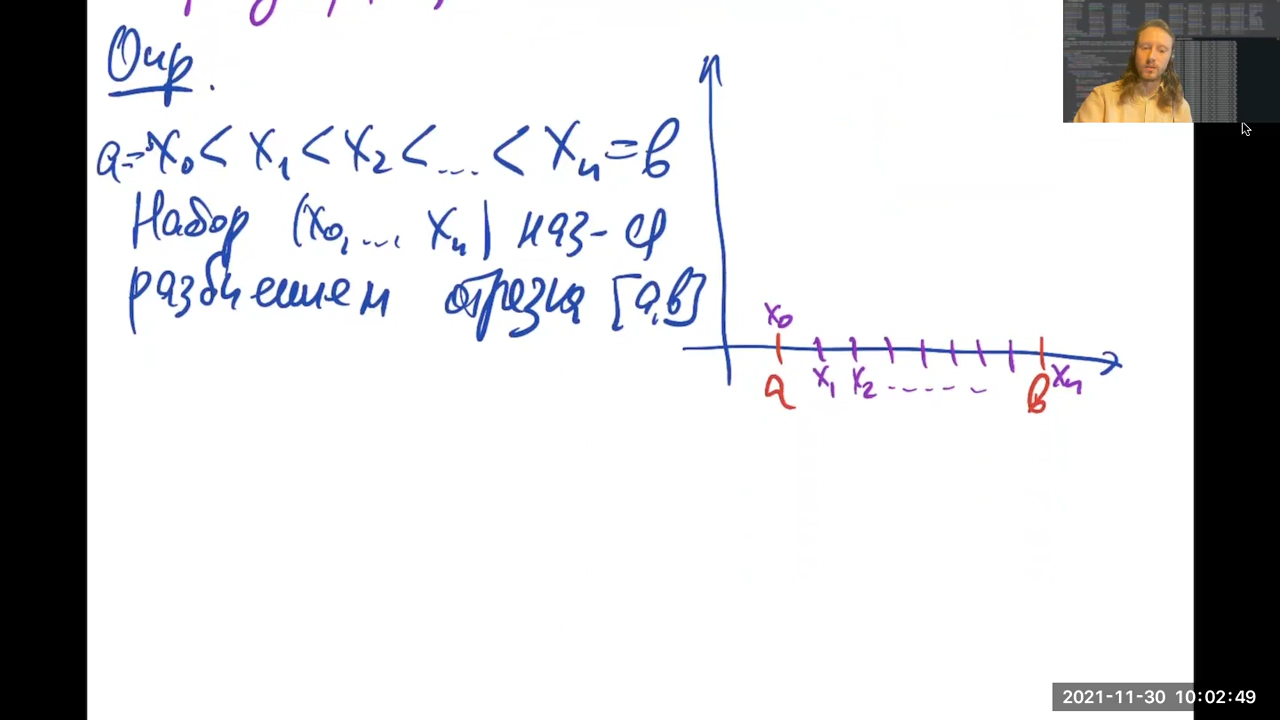 Опр.
a = x₀ < x₁ < x₂ < ... < xₙ = b
Набор (x₀, ... xₙ) наз-ся
разбиением отрезка [a, b]
x₀
x₁ x₂ - - - - -
xₙ
a
b
2021-11-30 10:02:49